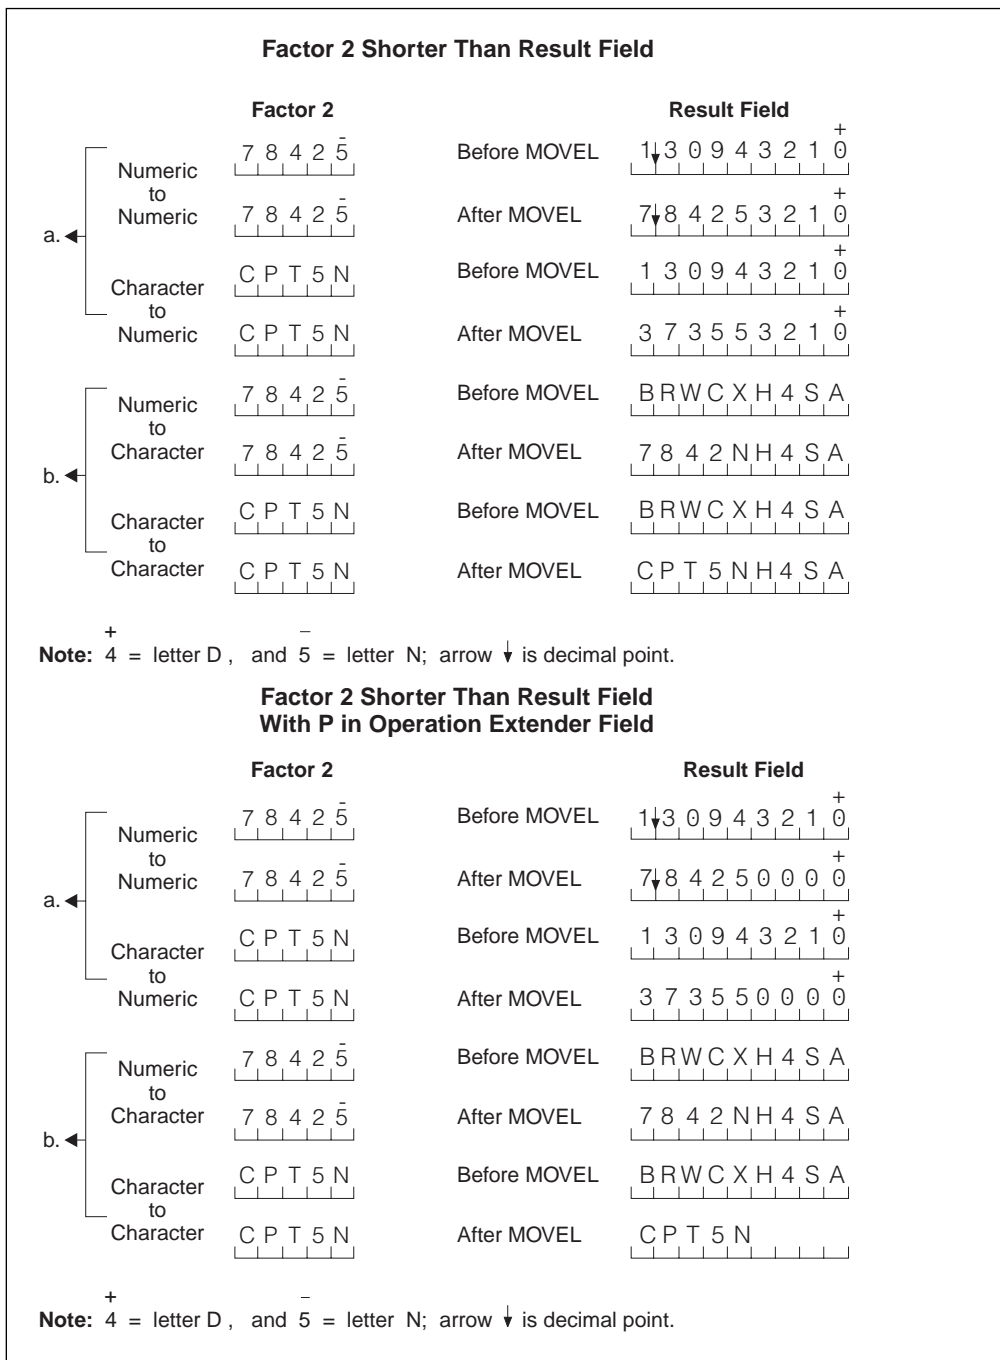 Factor 2 Shorter Than Result Field
Factor 2 Result Field
a.
Numeric
to
Numeric
7 8 4 2 5̄ Before MOVEL 1↓3 0 9 4 3 2 1 0 +
7 8 4 2 5̄ After MOVEL 7↓8 4 2 5 3 2 1 0 +
Character
to
Numeric
C P T 5 N Before MOVEL 1 3 0 9 4 3 2 1 0 +
C P T 5 N After MOVEL 3 7 3 5 5 3 2 1 0 +
b.
Numeric
to
Character
7 8 4 2 5̄ Before MOVEL B R W C X H 4 S A
7 8 4 2 5̄ After MOVEL 7 8 4 2 N H 4 S A
Character
to
Character
C P T 5 N Before MOVEL B R W C X H 4 S A
C P T 5 N After MOVEL C P T 5 N H 4 S A
+ –
Note: 4 = letter D , and 5 = letter N; arrow ↓ is decimal point.
Factor 2 Shorter Than Result Field
With P in Operation Extender Field
Factor 2 Result Field
a.
Numeric
to
Numeric
7 8 4 2 5̄ Before MOVEL 1↓3 0 9 4 3 2 1 0 +
7 8 4 2 5̄ After MOVEL 7↓8 4 2 5 0 0 0 0 +
Character
to
Numeric
C P T 5 N Before MOVEL 1 3 0 9 4 3 2 1 0 +
C P T 5 N After MOVEL 3 7 3 5 5 0 0 0 0 +
b.
Numeric
to
Character
7 8 4 2 5̄ Before MOVEL B R W C X H 4 S A
7 8 4 2 5̄ After MOVEL 7 8 4 2 N H 4 S A
Character
to
Character
C P T 5 N Before MOVEL B R W C X H 4 S A
C P T 5 N After MOVEL C P T 5 N
+ –
Note: 4 = letter D , and 5 = letter N; arrow ↓ is decimal point.